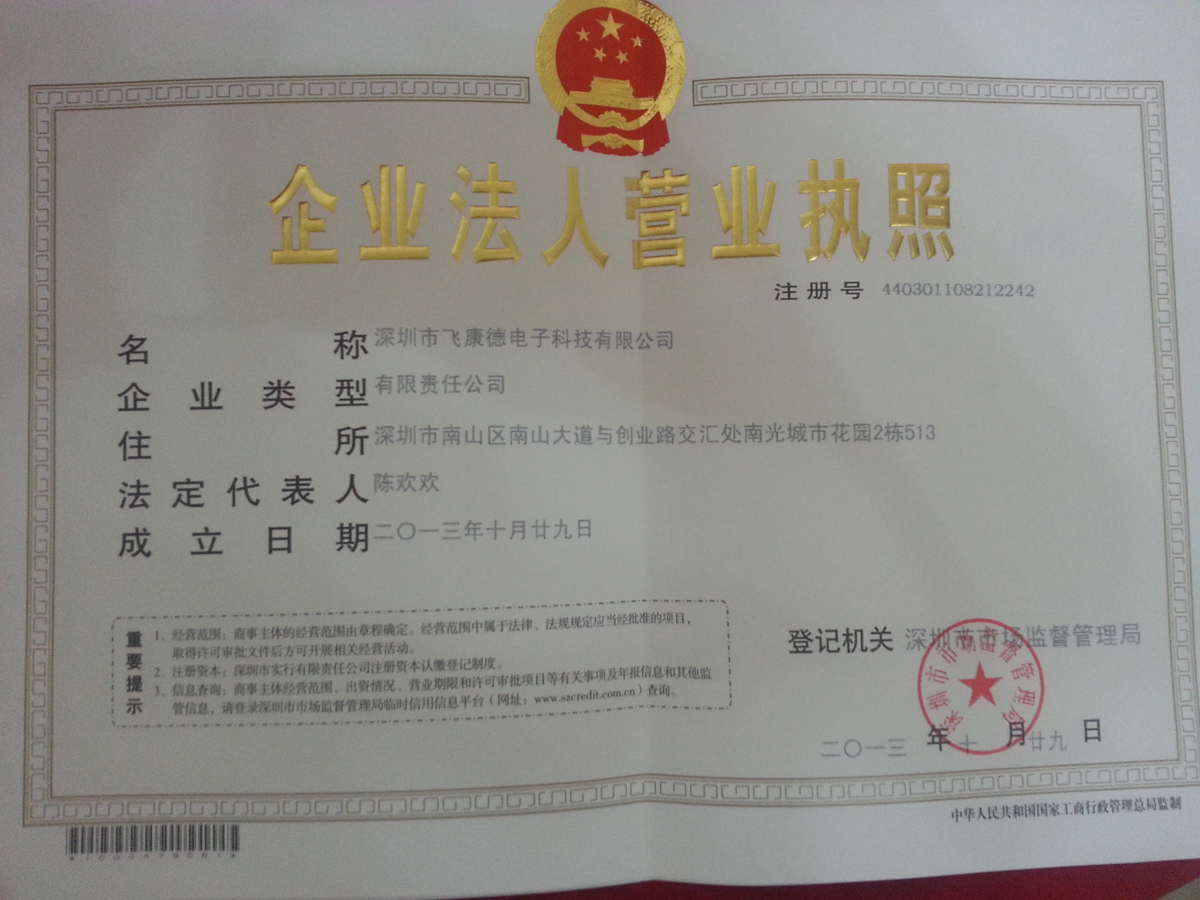 企业法人营业执照
注册号 440301108212242
名称 深圳市飞康德电子科技有限公司
企业类型 有限责任公司
住所 深圳市南山区南山大道与创业路交汇处南光城市花园2栋513
法定代表人 陈欢欢
成立日期 二〇一三年十月廿九日
重要提示
1、经营范围:商事主体的经营范围由章程确定。经营范围中属于法律、法规规定应当经批准的项目,
取得许可审批文件后方可开展相关经营活动。
2、注册资本:深圳市实行有限责任公司注册资本认缴登记制度。
3、信息查询:商事主体经营范围、出资情况、营业期限和许可审批项目等有关事项及年报信息和其他监
管信息,请登录深圳市市场监督管理局临时信用信息平台(网址:www.szcredit.com.cn)查询。
登记机关 深圳市市场监督管理局
深圳市市场监督管理局
二〇一三年十月廿九日
中华人民共和国国家工商行政管理总局监制